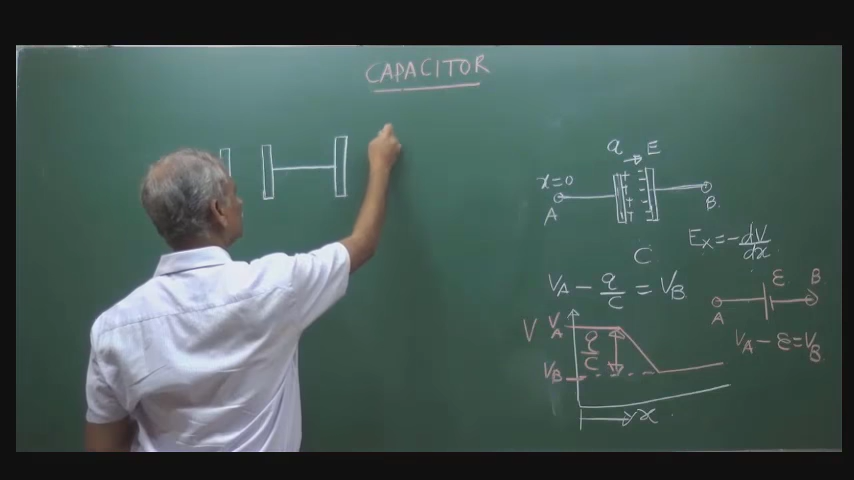 CAPACITOR
q E
x=0
+ -
A B
C
Ex = -dV/dx
VA - q/C = VB
ε B
A
VA - ε = VB
V VA
q/C
VB
x